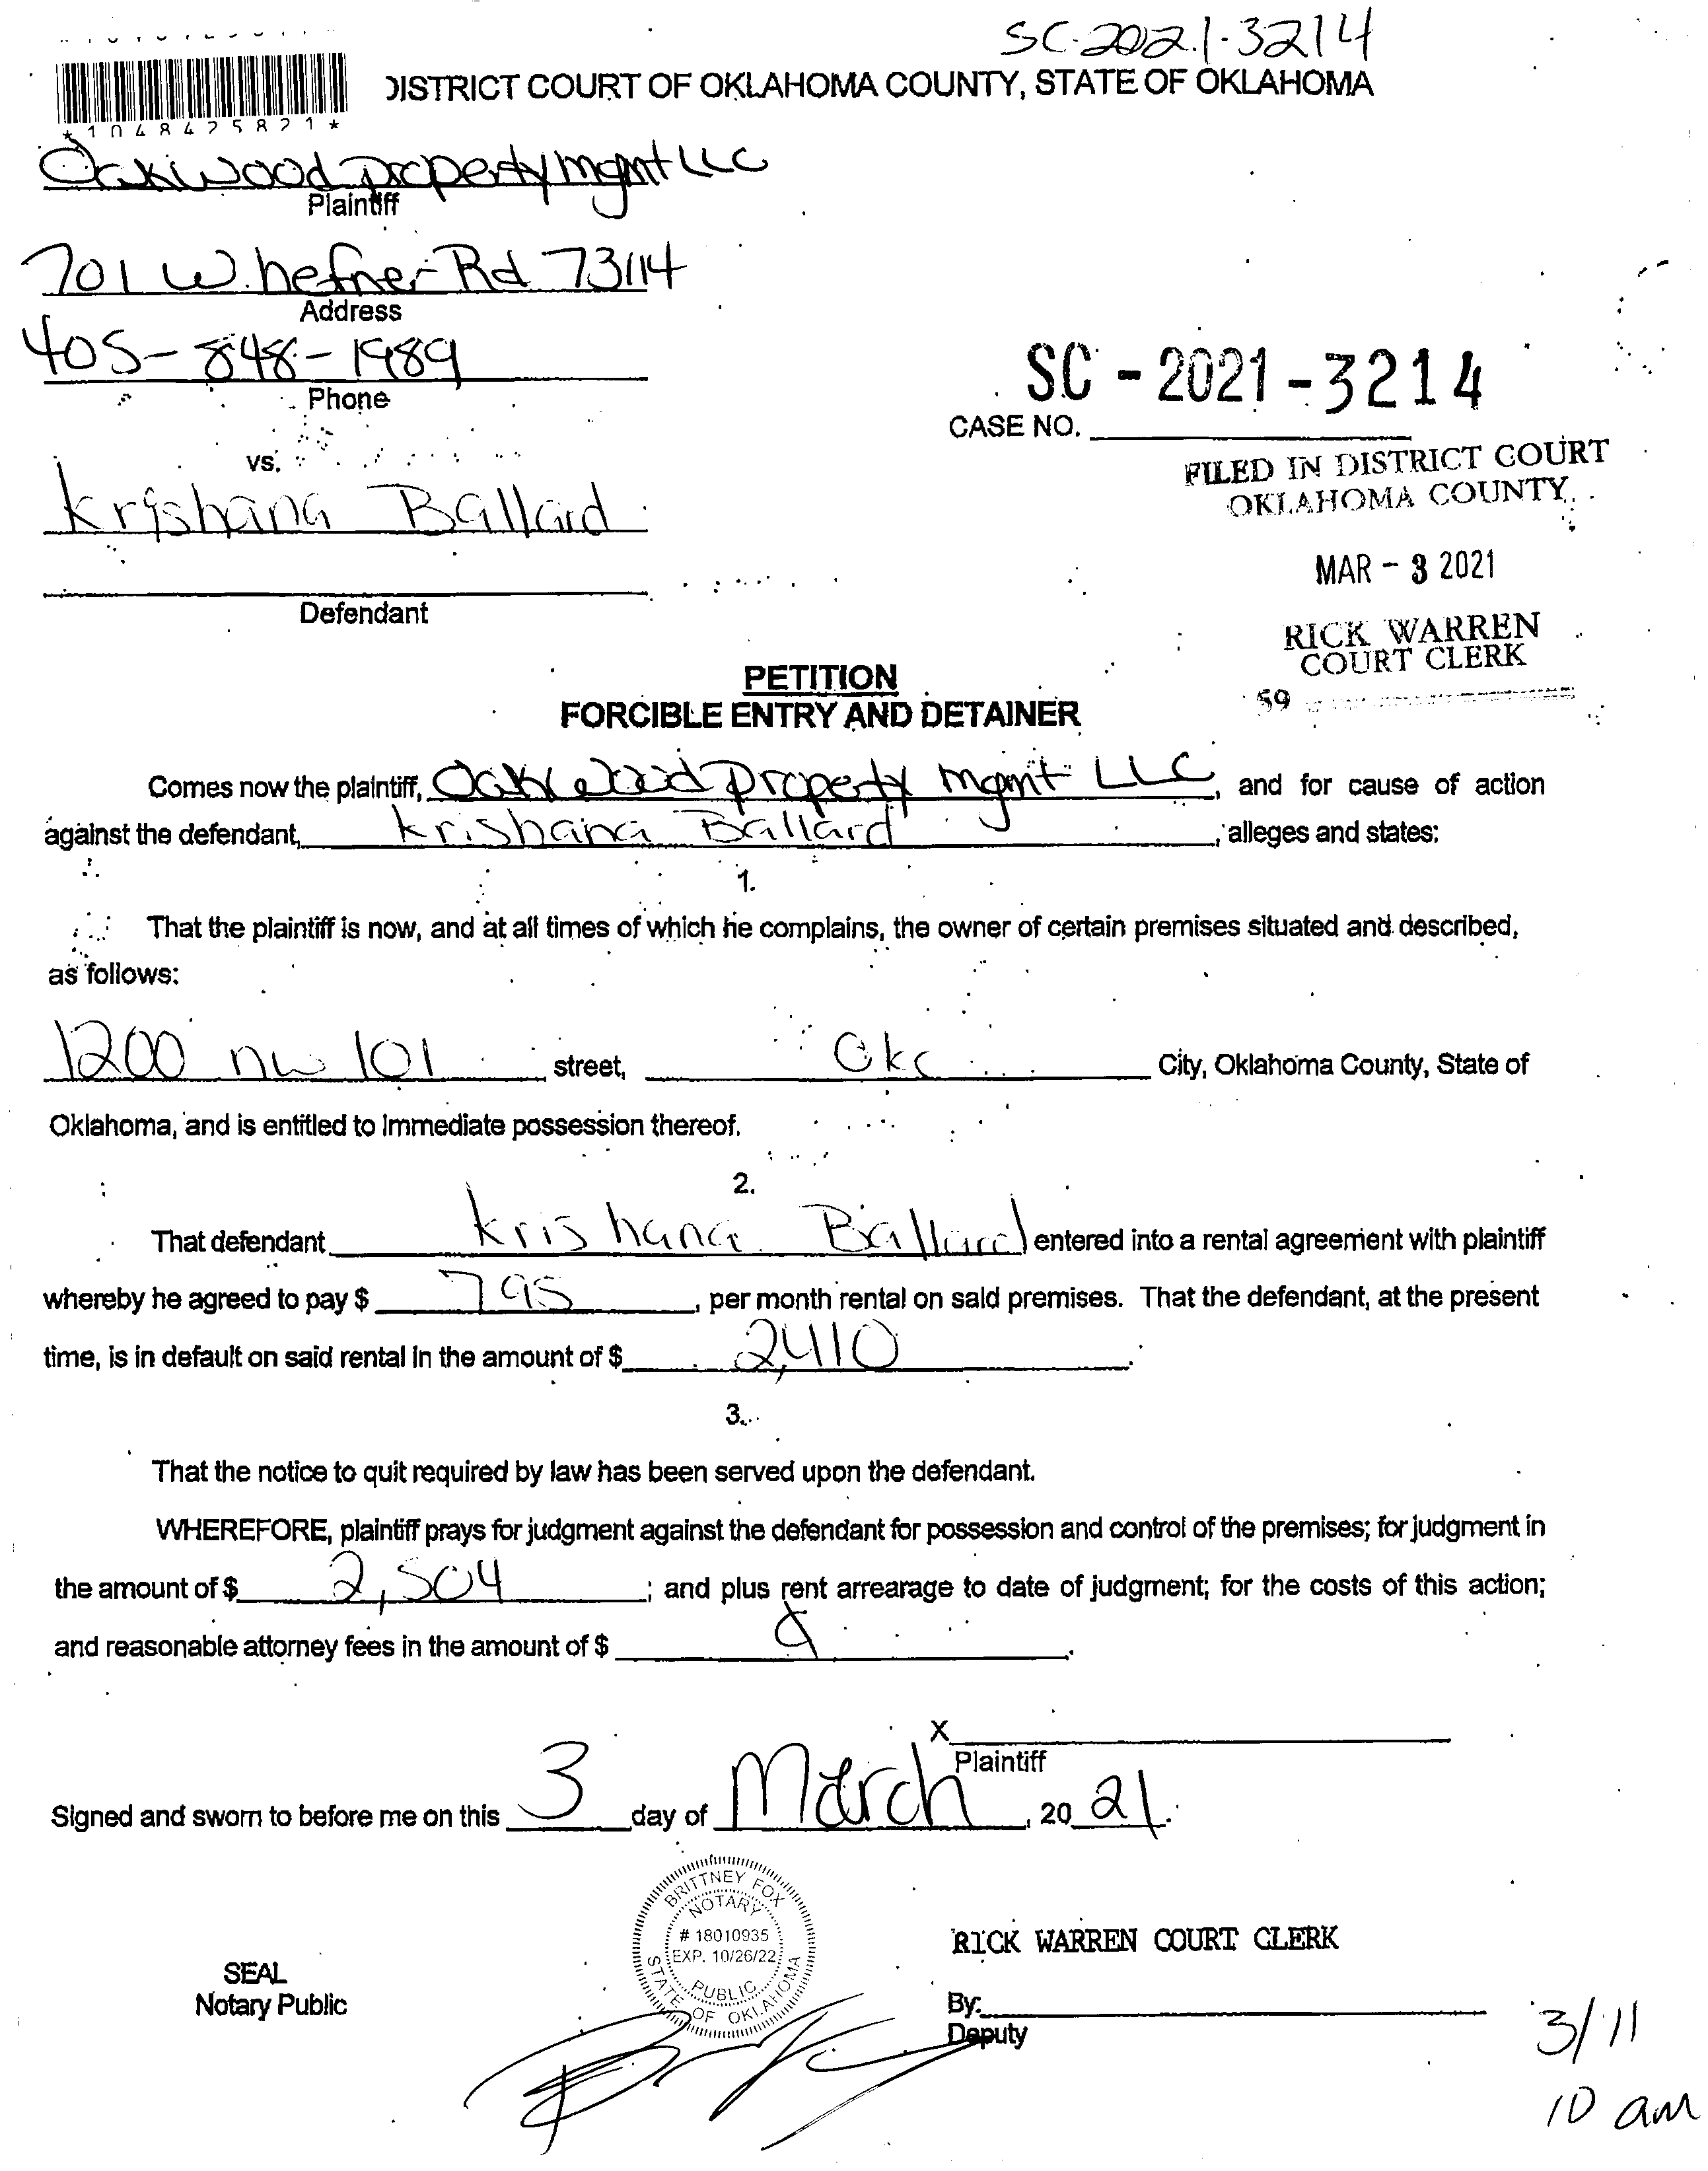 SC-2021-3214
DISTRICT COURT OF OKLAHOMA COUNTY, STATE OF OKLAHOMA
*1048425821*
Oakwood property mgmt LLC
Plaintiff
701 W. hefner Rd 73114
Address
405-848-1989
Phone
SC - 2021 - 3214
CASE NO.
vs.
FILED IN DISTRICT COURT
OKLAHOMA COUNTY
Krishana Ballard
MAR - 3 2021
Defendant
RICK WARREN
COURT CLERK
59
PETITION
FORCIBLE ENTRY AND DETAINER
Comes now the plaintiff, Oakwood property mgmt LLC, and for cause of action
against the defendant, Krishana Ballard, alleges and states:
1.
That the plaintiff is now, and at all times of which he complains, the owner of certain premises situated and described,
as follows:
1200 nw 101 street, Okc City, Oklahoma County, State of
Oklahoma, and is entitled to immediate possession thereof.
2.
That defendant Krishana Ballard entered into a rental agreement with plaintiff
whereby he agreed to pay $ 795, per month rental on said premises. That the defendant, at the present
time, is in default on said rental in the amount of $ 2,410.
3.
That the notice to quit required by law has been served upon the defendant.
WHEREFORE, plaintiff prays for judgment against the defendant for possession and control of the premises; for judgment in
the amount of $ 2,504; and plus rent arrearage to date of judgment; for the costs of this action;
and reasonable attorney fees in the amount of $ .
X
Plaintiff
Signed and sworn to before me on this 3 day of March, 20 21.
BRITTNEY FOX
NOTARY
# 18010935
EXP. 10/26/22
PUBLIC
STATE OF OKLAHOMA
RICK WARREN COURT CLERK
SEAL
Notary Public
By:
Deputy
3/11
10 am